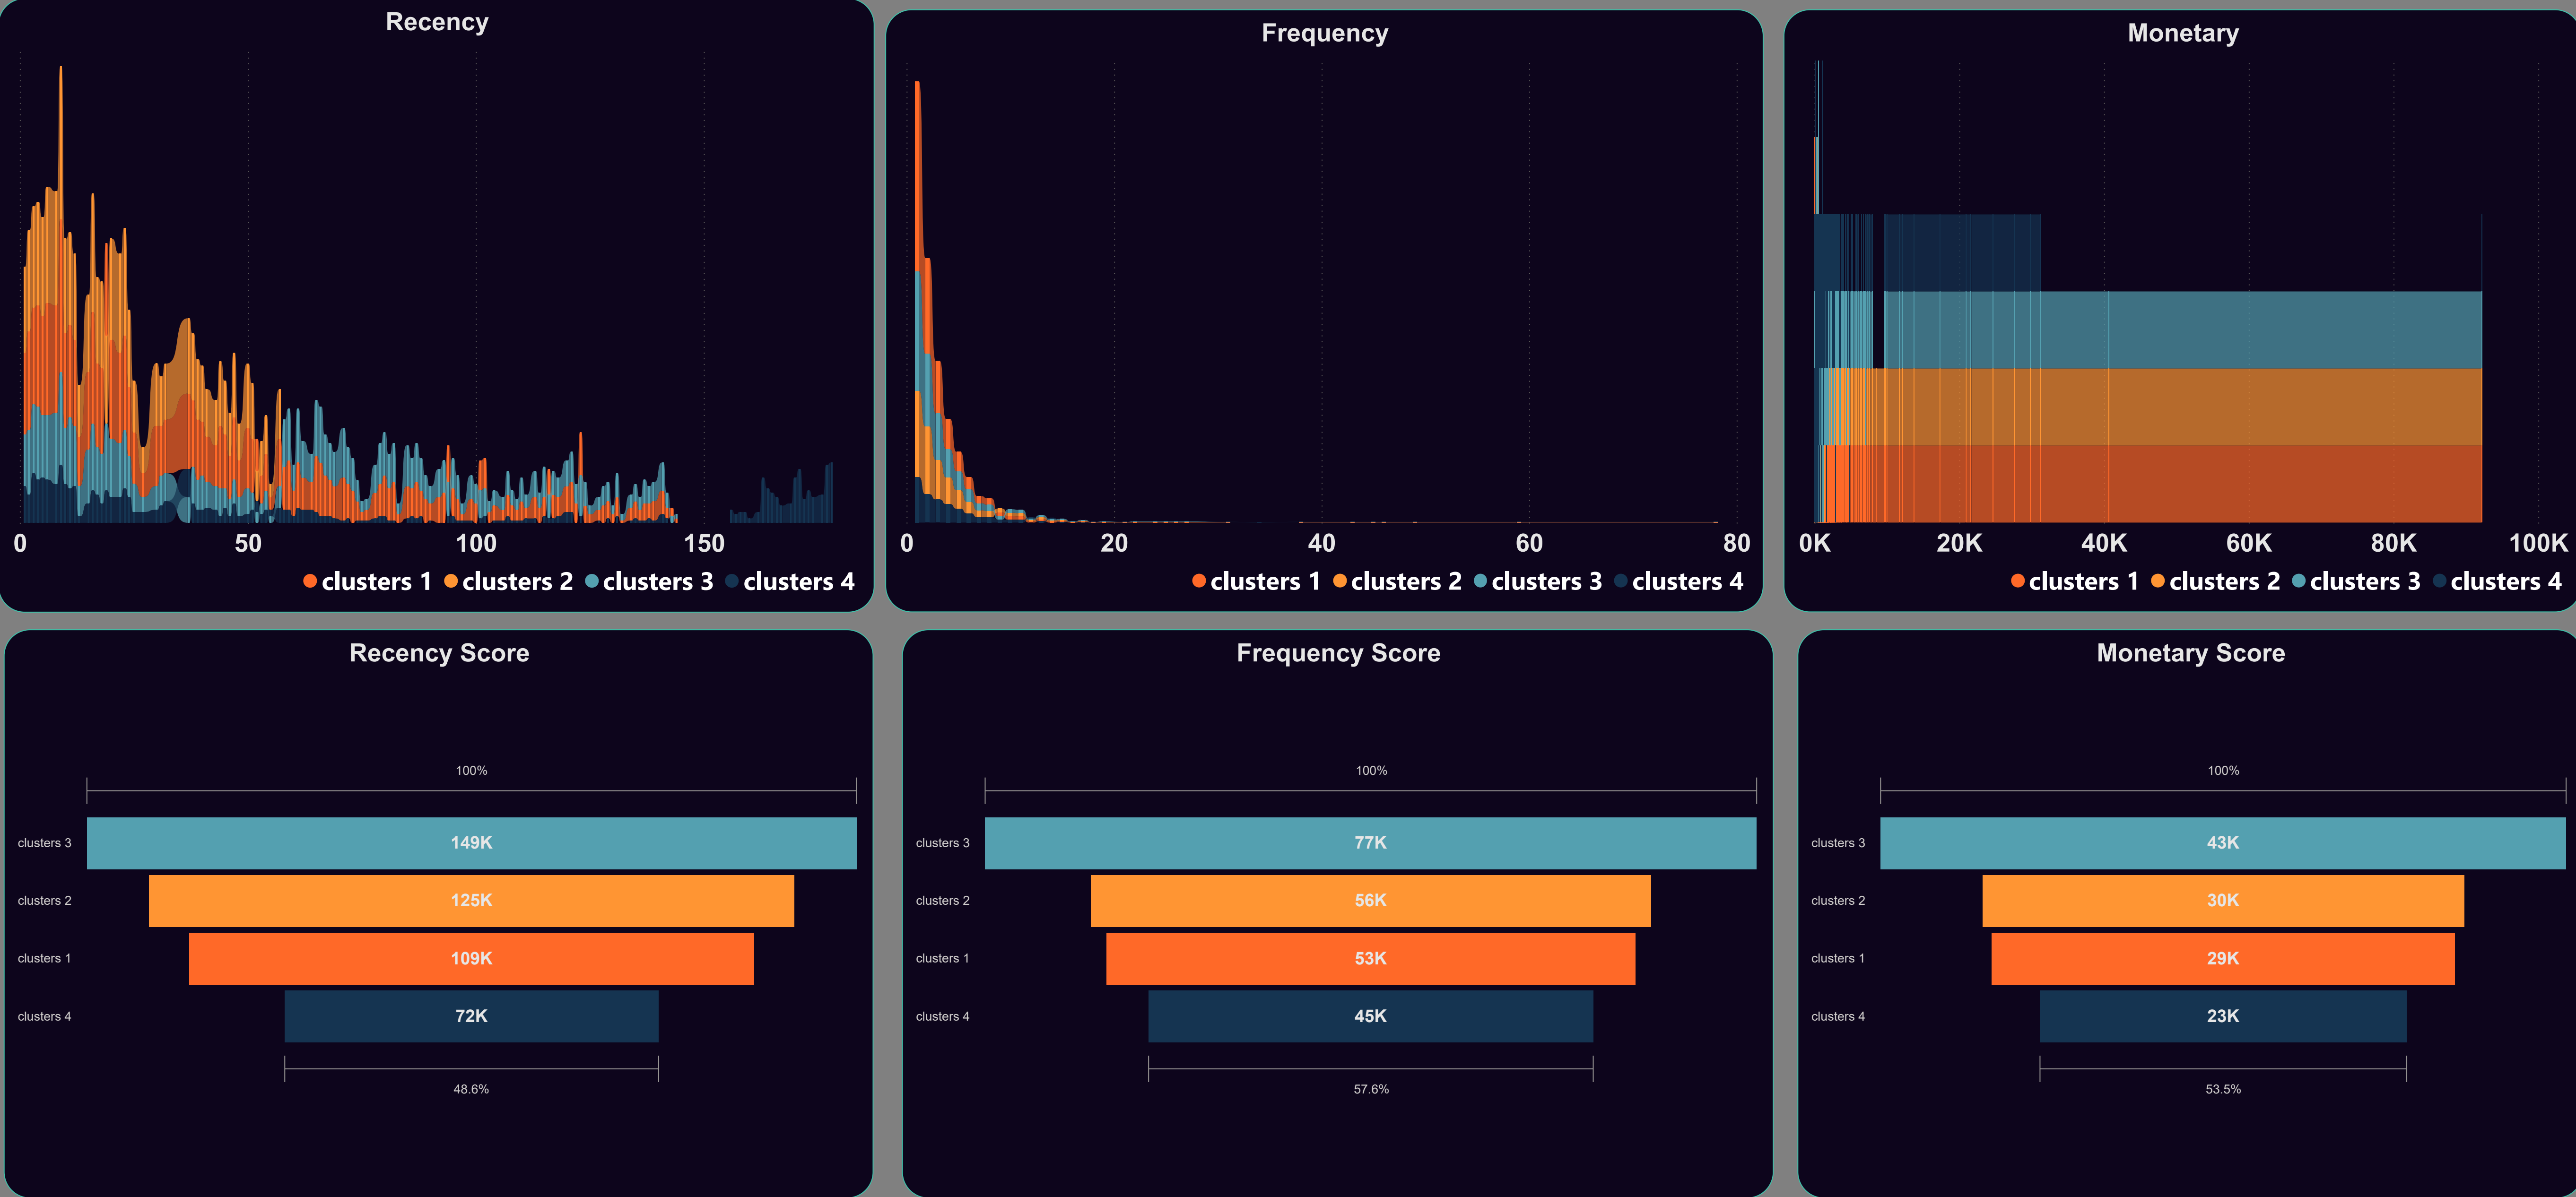 Recency
0 50 100 150
clusters 1 clusters 2 clusters 3 clusters 4
Frequency
0 20 40 60 80
clusters 1 clusters 2 clusters 3 clusters 4
Monetary
0K 20K 40K 60K 80K 100K
clusters 1 clusters 2 clusters 3 clusters 4
Recency Score
100%
clusters 3 149K
clusters 2 125K
clusters 1 109K
clusters 4 72K
48.6%
Frequency Score
100%
clusters 3 77K
clusters 2 56K
clusters 1 53K
clusters 4 45K
57.6%
Monetary Score
100%
clusters 3 43K
clusters 2 30K
clusters 1 29K
clusters 4 23K
53.5%